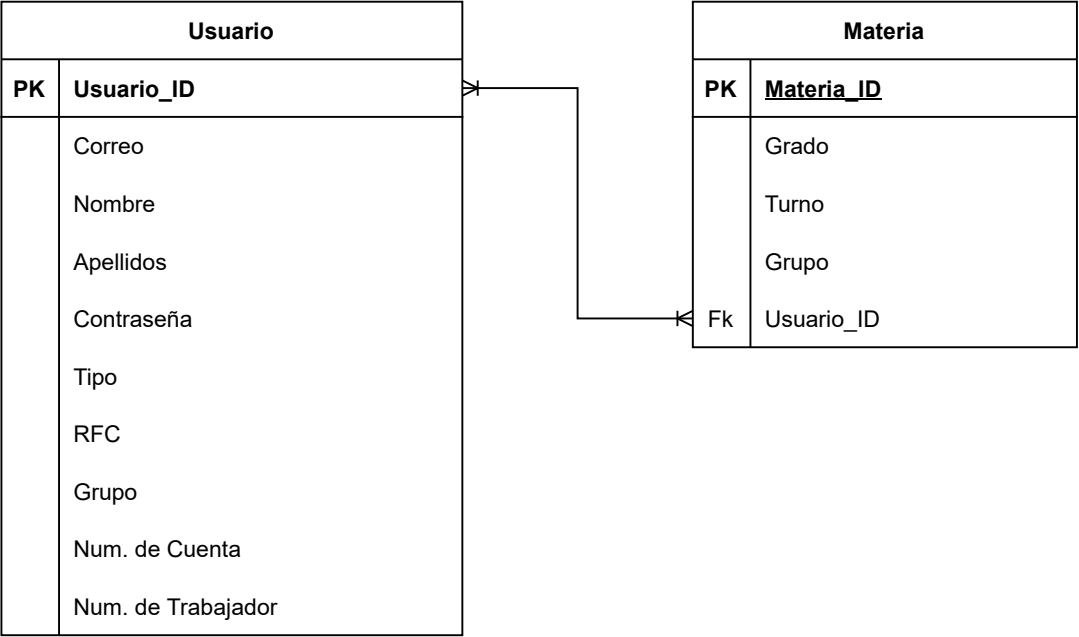 Usuario
PK Usuario_ID
Correo
Nombre
Apellidos
Contraseña
Tipo
RFC
Grupo
Num. de Cuenta
Num. de Trabajador
Materia
PK Materia_ID
Grado
Turno
Grupo
Fk Usuario_ID